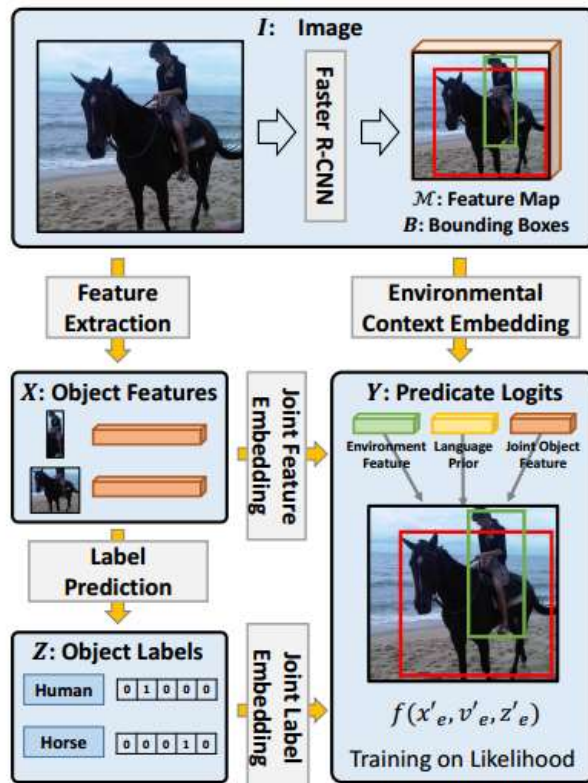 I: Image
Faster R-CNN
ℳ: Feature Map
B: Bounding Boxes
Feature
Extraction
Environmental
Context Embedding
X: Object Features
Joint Feature
Embedding
Y: Predicate Logits
Environment
Feature
Language
Prior
Joint Object
Feature
Label
Prediction
Z: Object Labels
Human
0 1 0 0 0
Horse
0 0 0 1 0
Joint Label
Embedding
f(x'ₑ, v'ₑ, z'ₑ)
Training on Likelihood